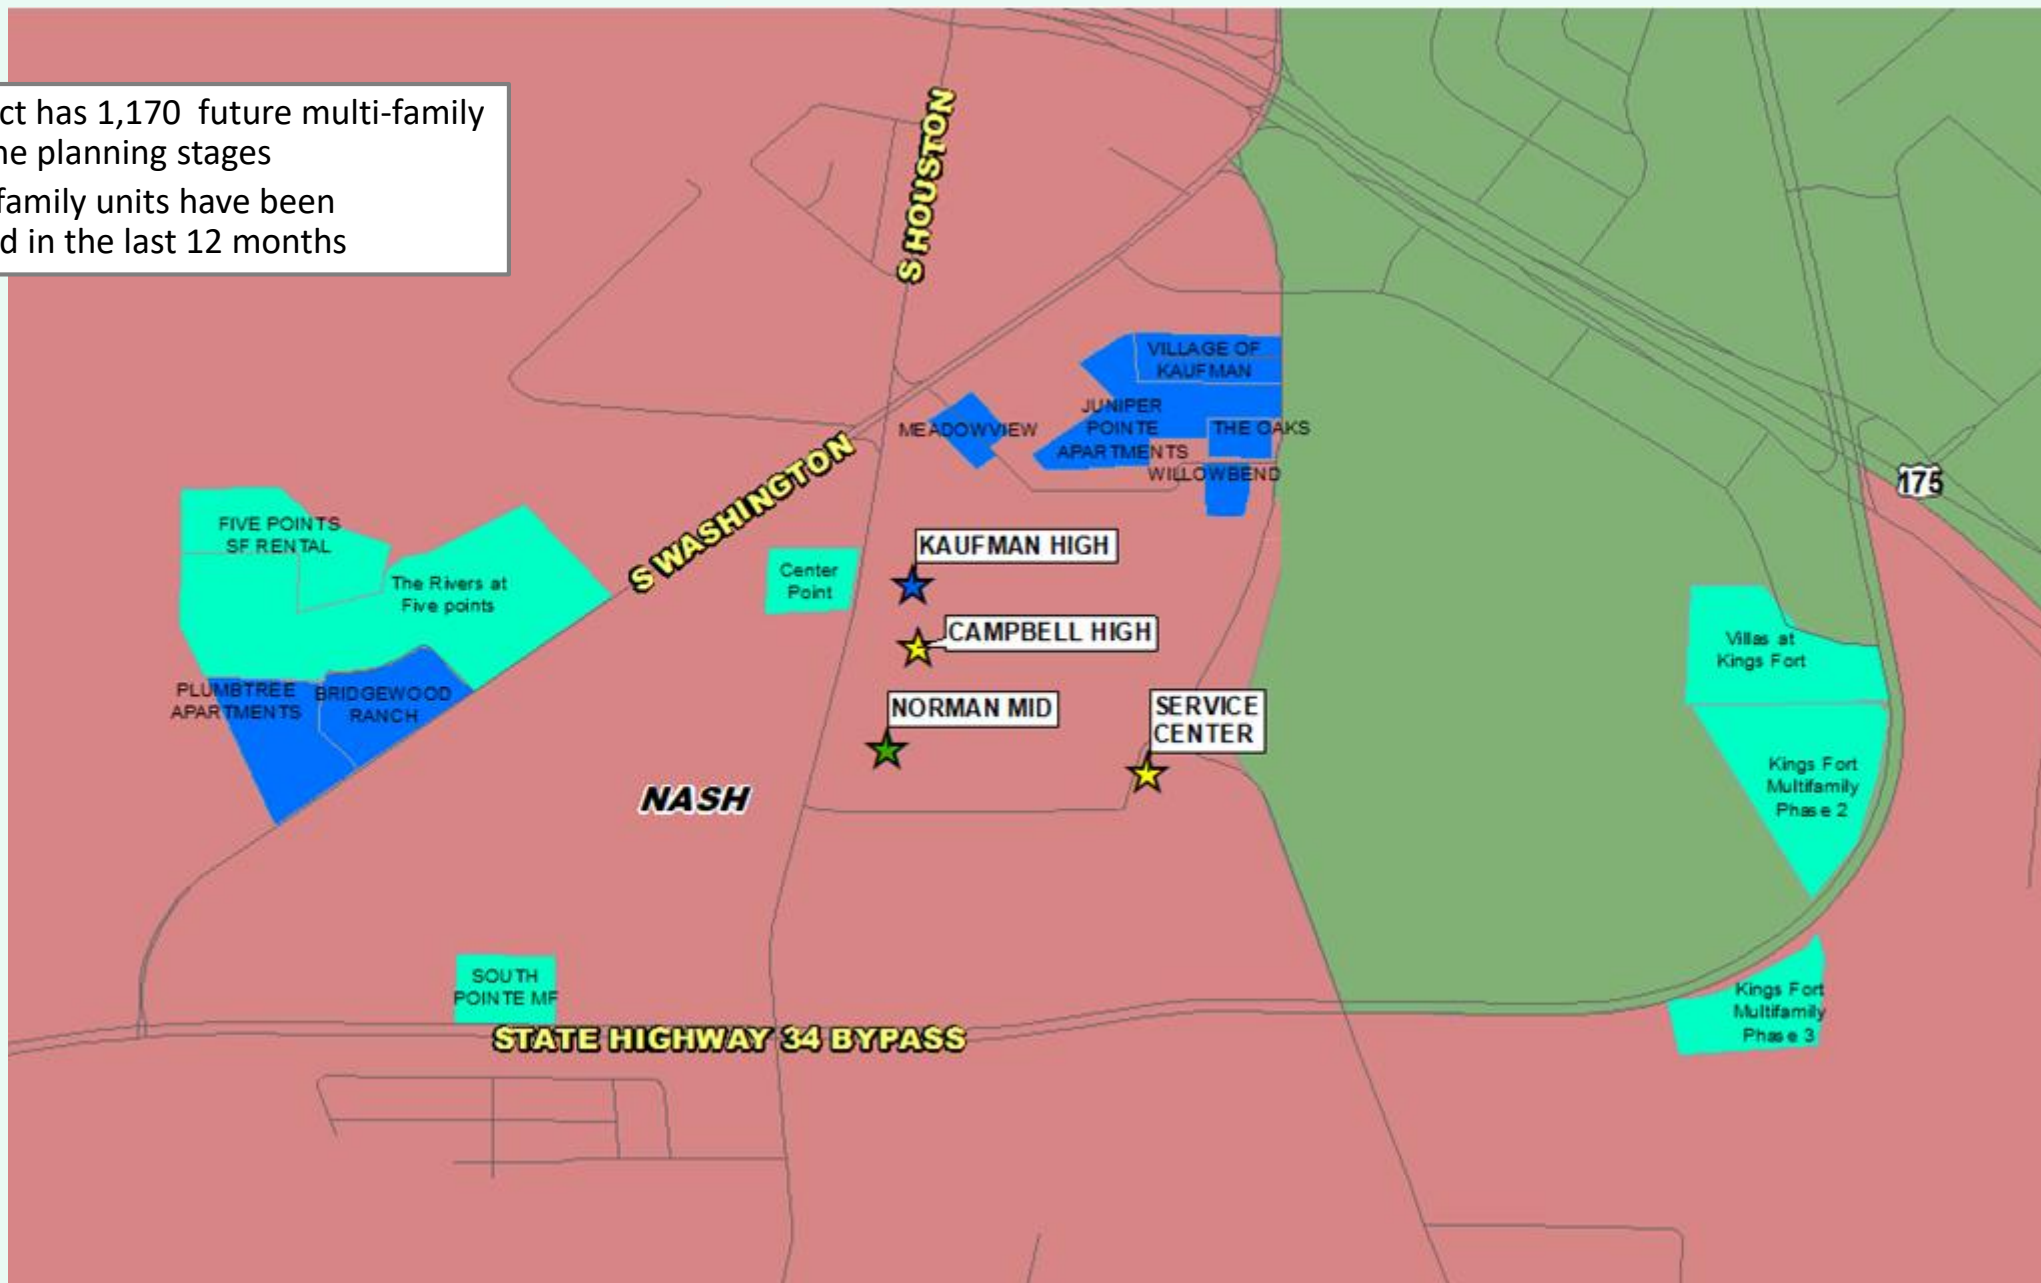 ct has 1,170 future multi-family
ne planning stages
family units have been
d in the last 12 months
S HOUSTON
VILLAGE OF
KAUFMAN
JUNIPER
POINTE
APARTMENTS
MEADOWVIEW
THE OAKS
WILLOWBEND
S WASHINGTON
175
FIVE POINTS
SF RENTAL
The Rivers at
Five points
Center
Point
KAUFMAN HIGH
CAMPBELL HIGH
NORMAN MID
SERVICE
CENTER
PLUMBTREE
APARTMENTS
BRIDGEWOOD
RANCH
Villas at
Kings Fort
Kings Fort
Multifamily
Phase 2
NASH
SOUTH
POINTE MF
STATE HIGHWAY 34 BYPASS
Kings Fort
Multifamily
Phase 3